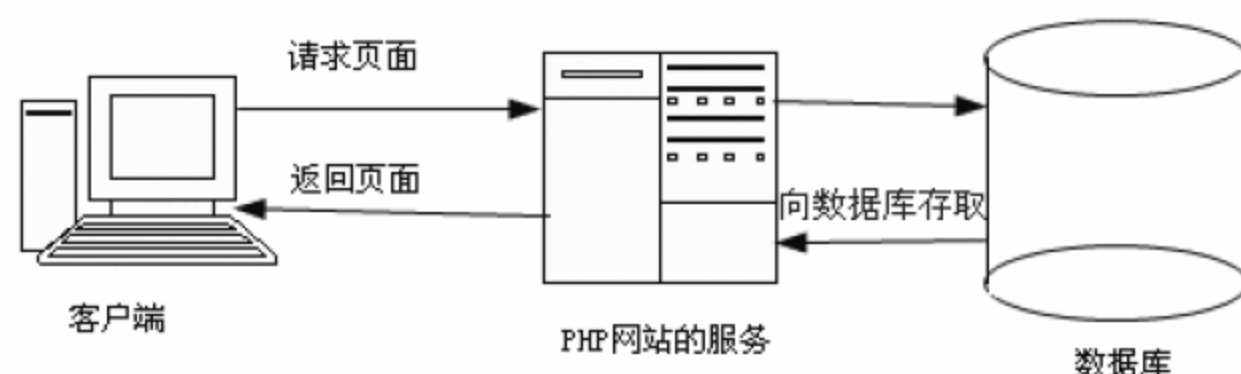 请求页面
返回页面
向数据库存取
客户端
PHP网站的服务
数据库